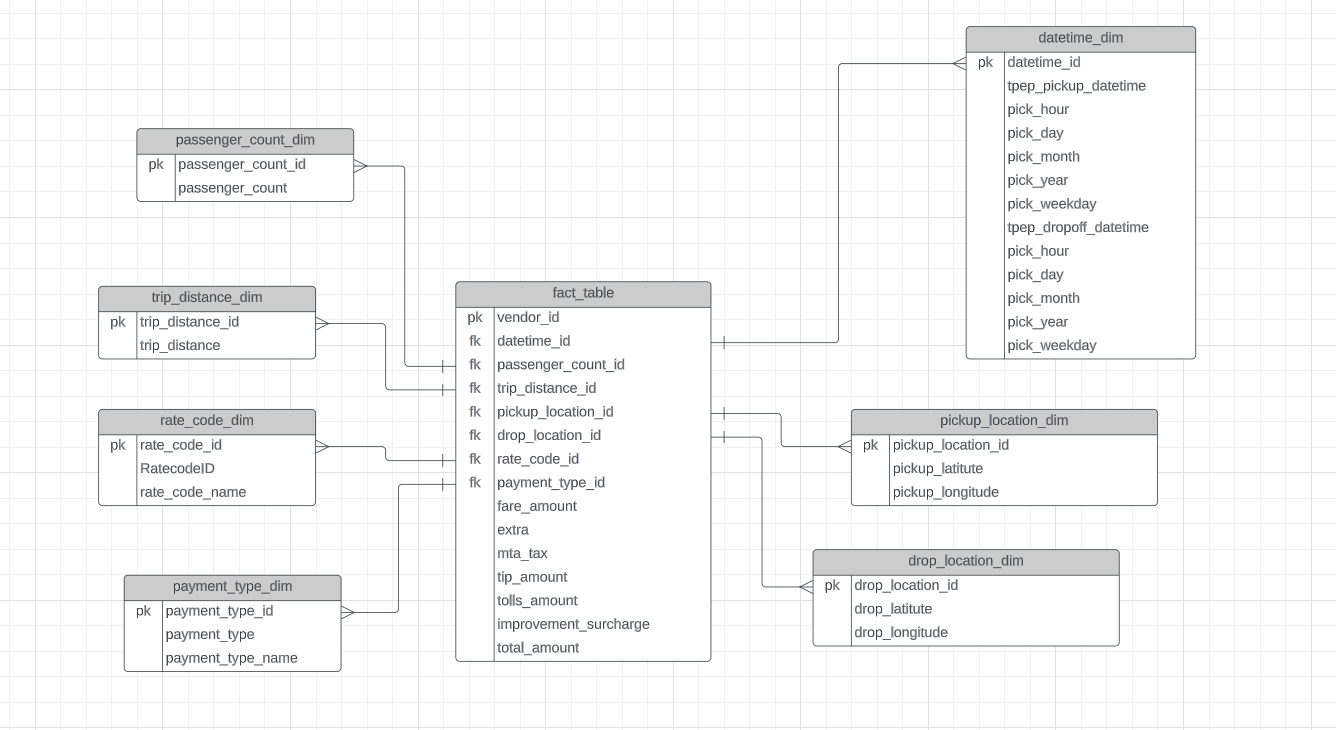 datetime_dim
pk datetime_id
tpep_pickup_datetime
pick_hour
pick_day
pick_month
pick_year
pick_weekday
tpep_dropoff_datetime
pick_hour
pick_day
pick_month
pick_year
pick_weekday
passenger_count_dim
pk passenger_count_id
passenger_count
trip_distance_dim
pk trip_distance_id
trip_distance
rate_code_dim
pk rate_code_id
RatecodeID
rate_code_name
payment_type_dim
pk payment_type_id
payment_type
payment_type_name
fact_table
pk vendor_id
fk datetime_id
fk passenger_count_id
fk trip_distance_id
fk pickup_location_id
fk drop_location_id
fk rate_code_id
fk payment_type_id
fare_amount
extra
mta_tax
tip_amount
tolls_amount
improvement_surcharge
total_amount
pickup_location_dim
pk pickup_location_id
pickup_latitute
pickup_longitude
drop_location_dim
pk drop_location_id
drop_latitute
drop_longitude